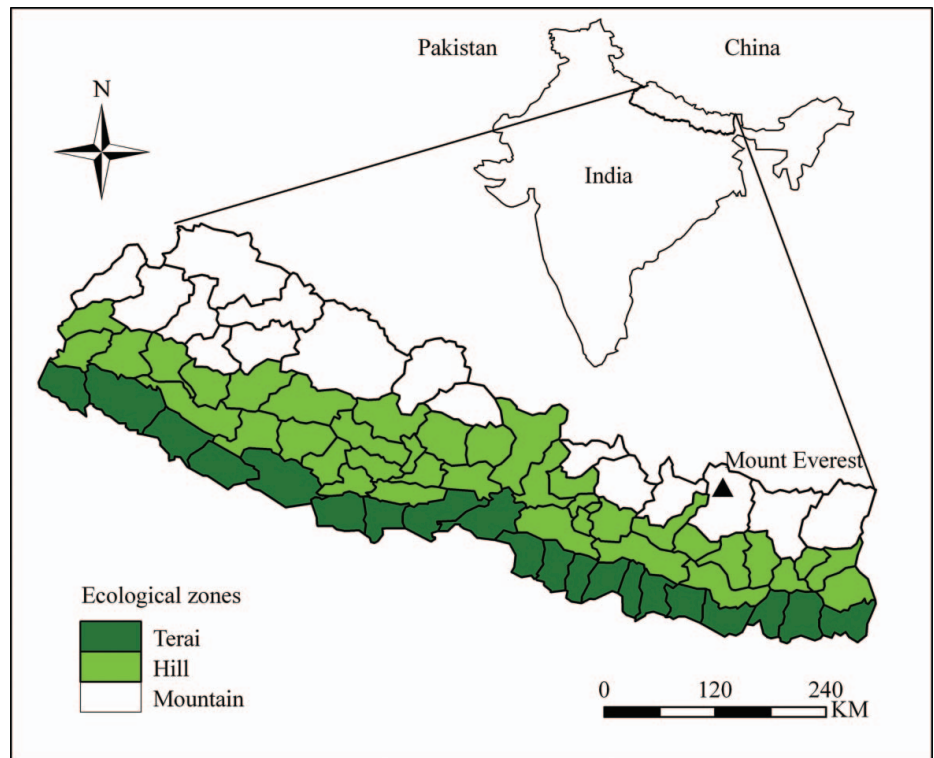 Pakistan
China
N
India
Mount Everest
Ecological zones
Terai
Hill
Mountain
0 120 240
KM